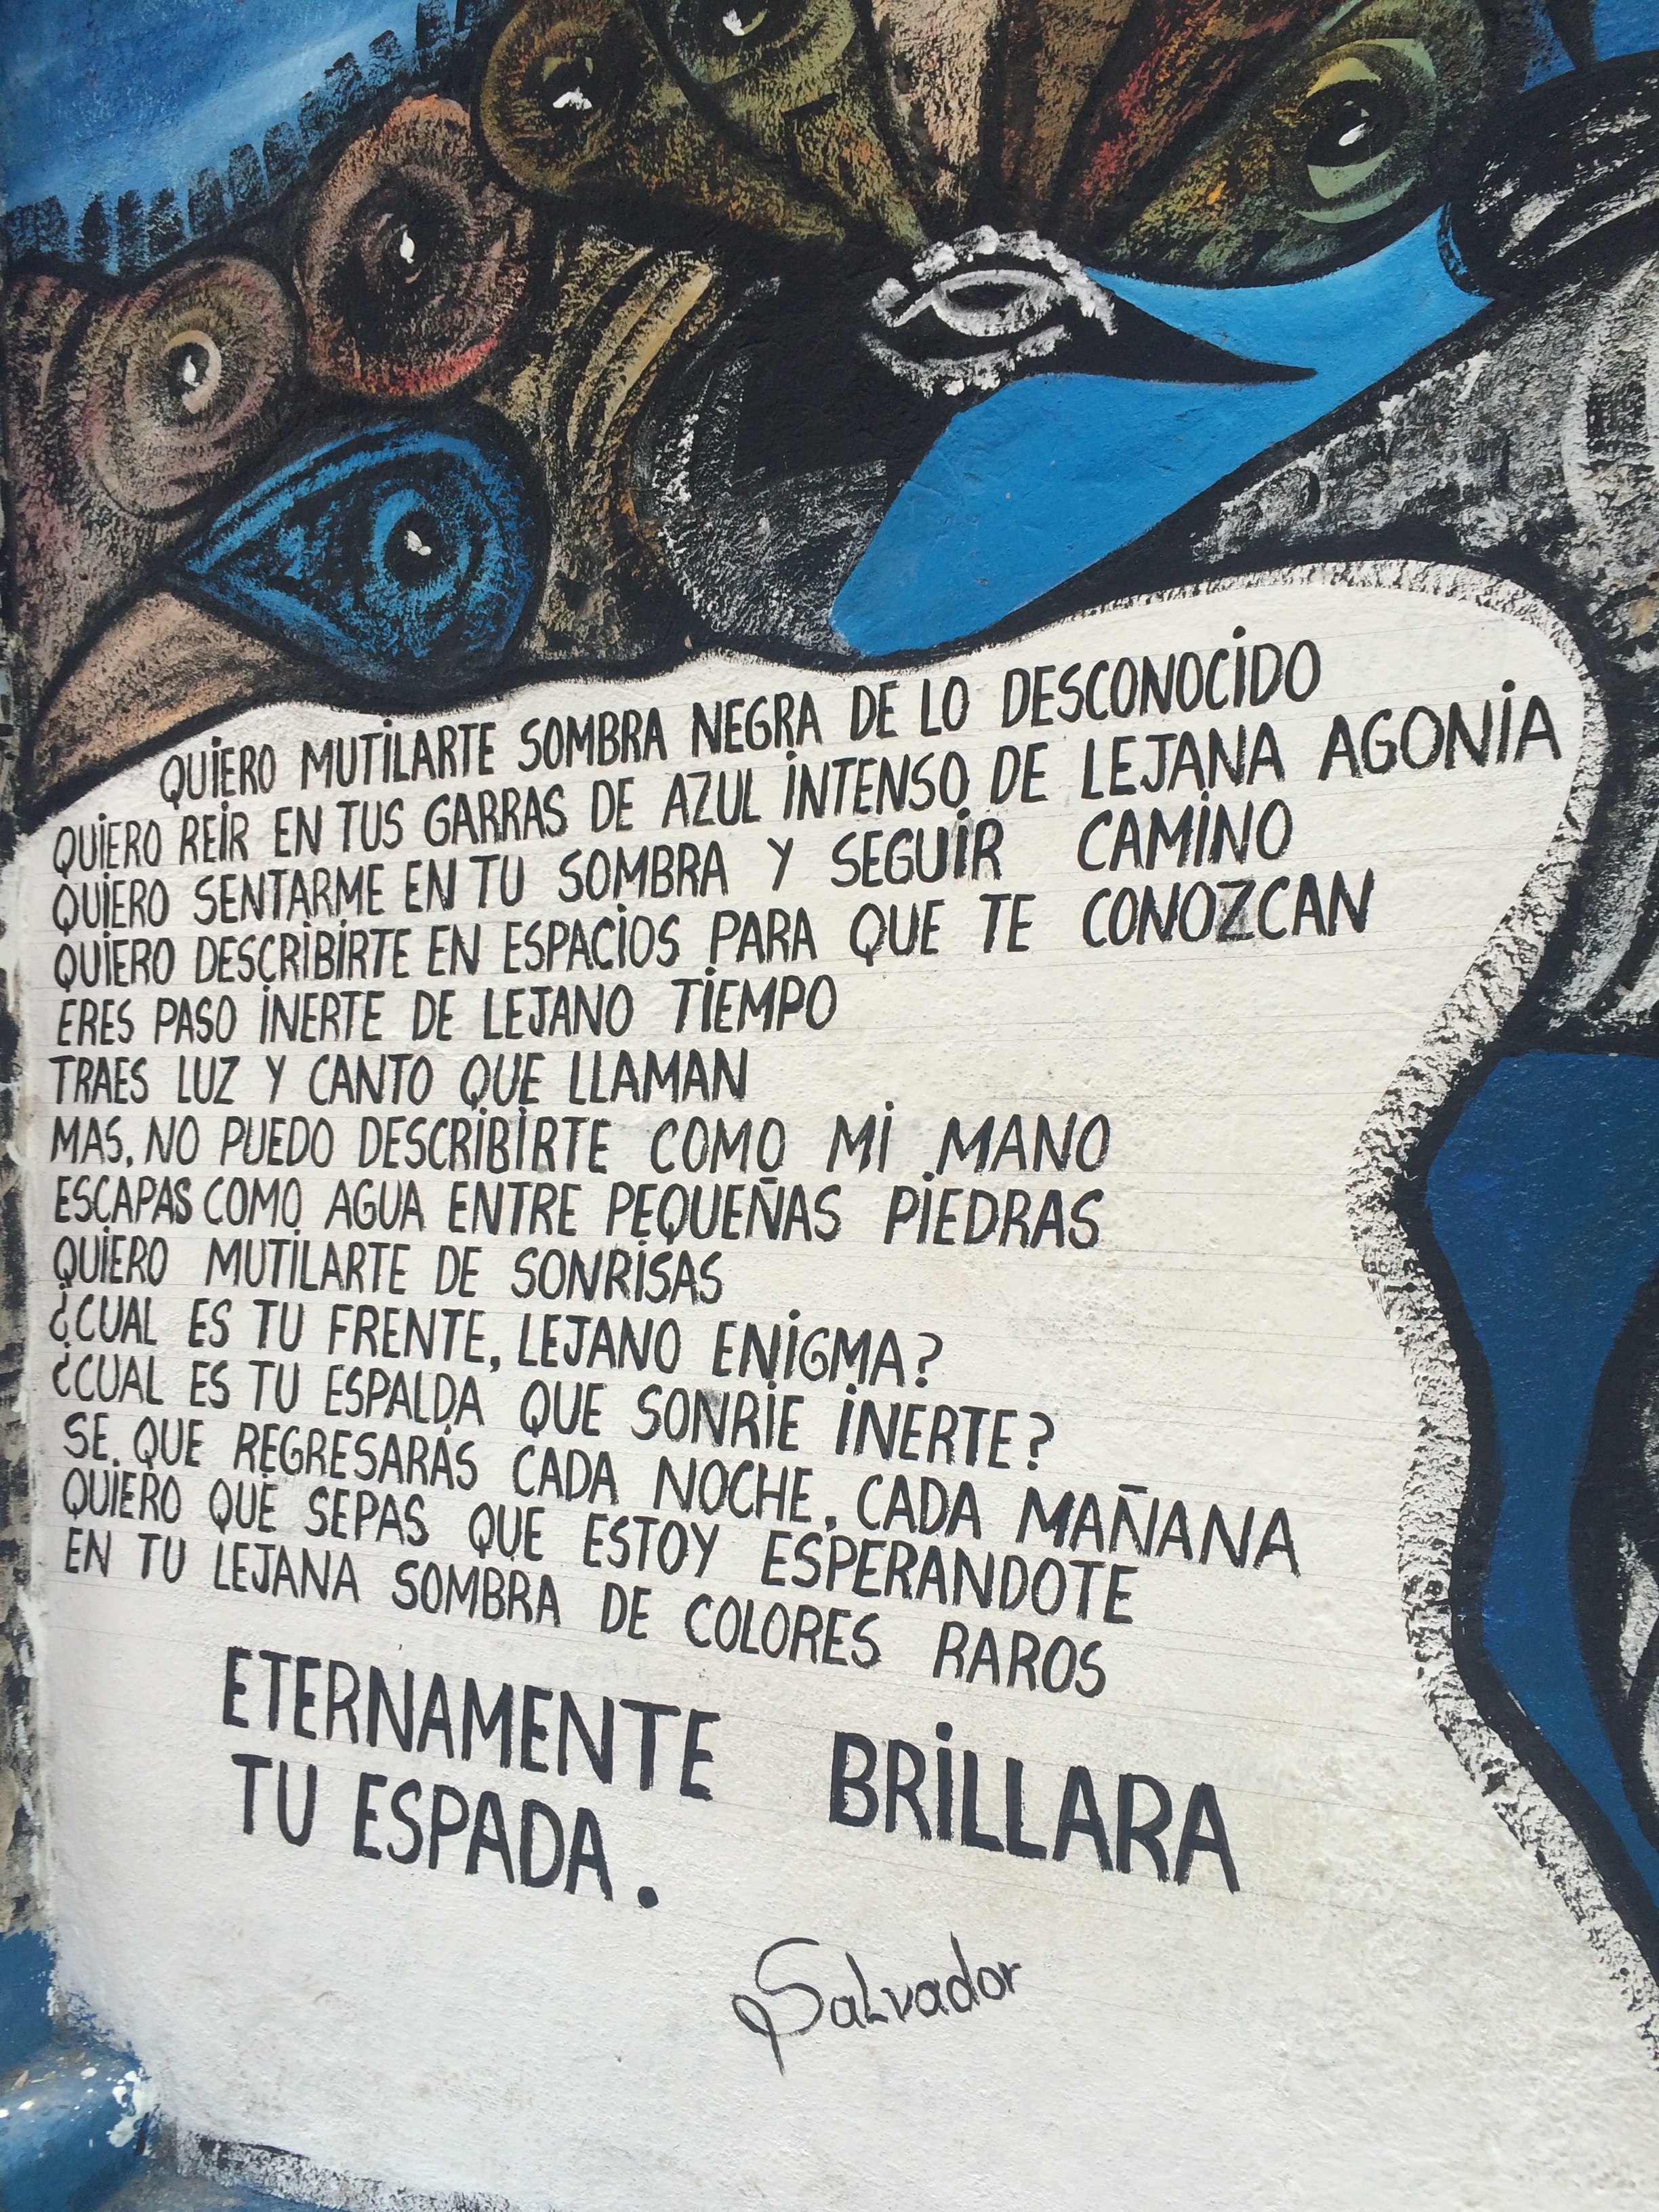 QUIERO MUTILARTE SOMBRA NEGRA DE LO DESCONOCIDO
QUIERO REIR EN TUS GARRAS DE AZUL INTENSO DE LEJANA AGONIA
QUIERO SENTARME EN TU SOMBRA Y SEGUIR CAMINO
QUIERO DESCRIBIRTE EN ESPACIOS PARA QUE TE CONOZCAN
ERES PASO INERTE DE LEJANO TIEMPO
TRAES LUZ Y CANTO QUE LLAMAN
MAS, NO PUEDO DESCRIBIRTE COMO MI MANO
ESCAPAS COMO AGUA ENTRE PEQUEÑAS PIEDRAS
QUIERO MUTILARTE DE SONRISAS
¿CUAL ES TU FRENTE, LEJANO ENIGMA?
¿CUAL ES TU ESPALDA QUE SONRIE INERTE?
SE QUE REGRESARÁS CADA NOCHE, CADA MAÑANA
QUIERO QUE SEPAS QUE ESTOY ESPERANDOTE
EN TU LEJANA SOMBRA DE COLORES RAROS
ETERNAMENTE BRILLARA
TU ESPADA.
Salvador